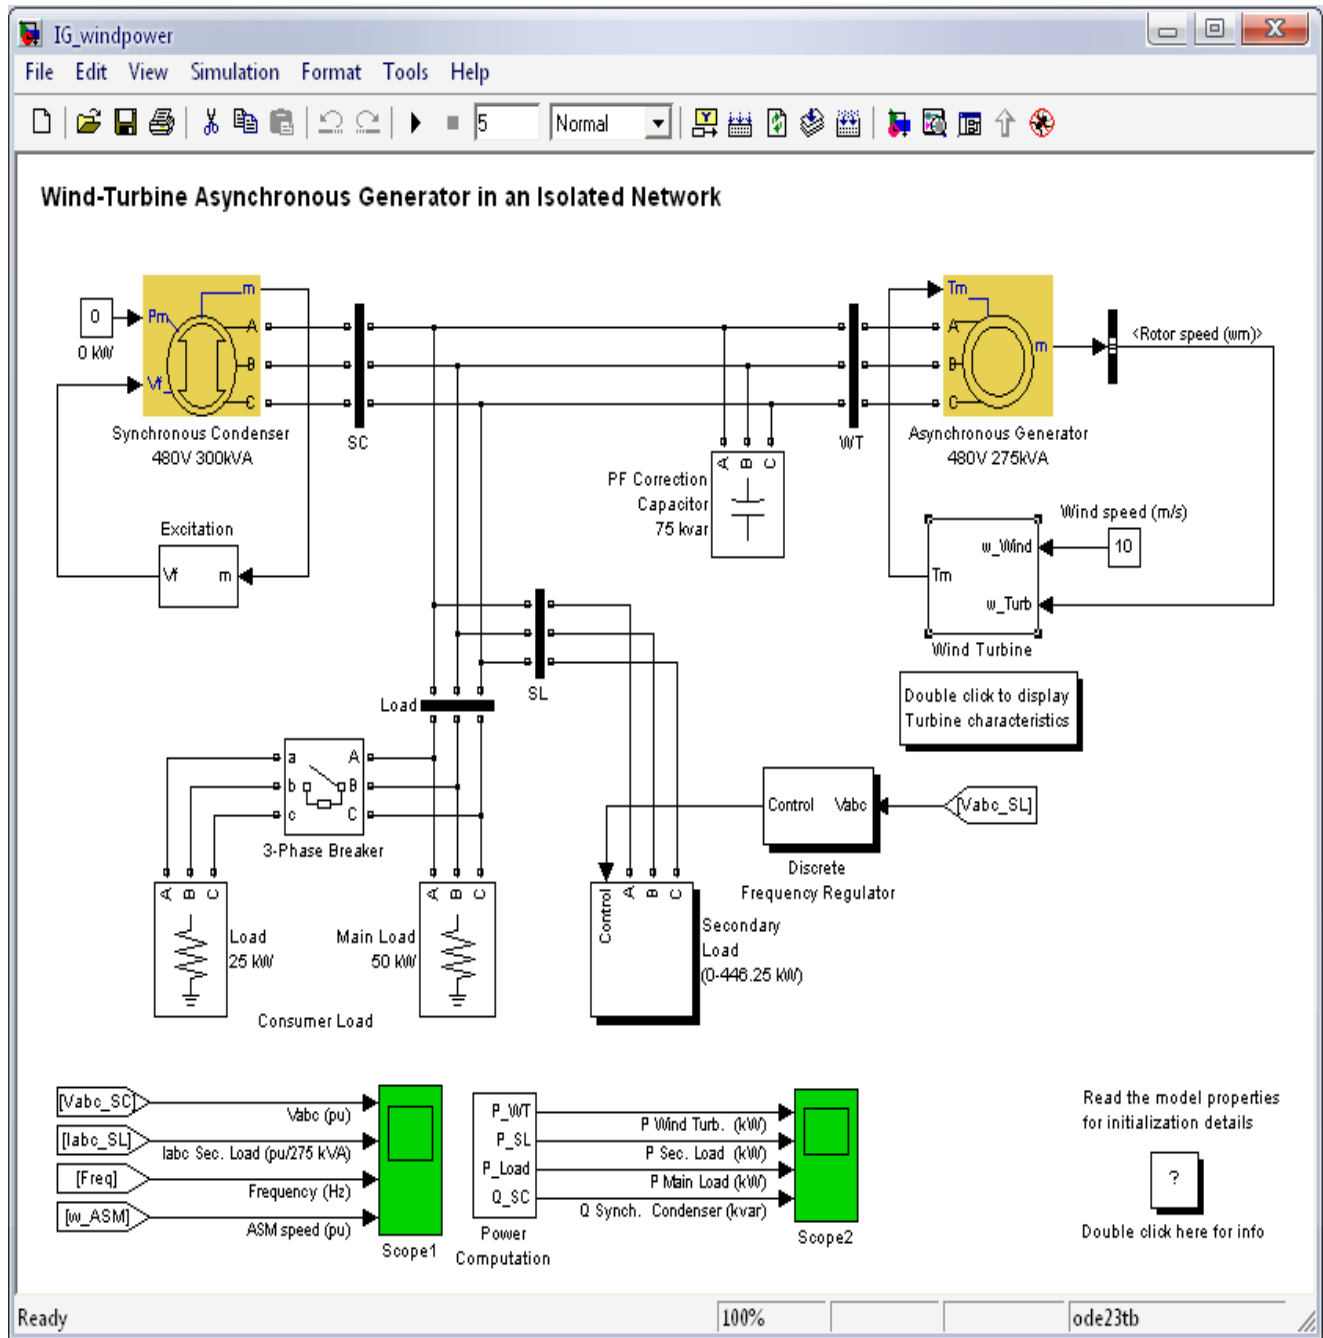 IG_windpower
File Edit View Simulation Format Tools Help
5 Normal
Wind-Turbine Asynchronous Generator in an Isolated Network
0
0 kW
Pm
Vf_
m
A
B
C
Synchronous Condenser
480V 300kVA
SC
WT
Tm
A
B
C
m
Asynchronous Generator
480V 275kVA
<Rotor speed (wm)>
Excitation
Vf m
A B C
PF Correction
Capacitor
75 kvar
Wind speed (m/s)
10
w_Wind
Tm
w_Turb
Wind Turbine
Double click to display
Turbine characteristics
SL
Load
a A
b B
c C
3-Phase Breaker
Control Vabc
[Vabc_SL]
Discrete
Frequency Regulator
A B C
Load
25 kW
A B C
Main Load
50 kW
Consumer Load
Control A B C
Secondary
Load
(0-446.25 kW)
[Vabc_SC]
Vabc (pu)
[Iabc_SL]
Iabc Sec. Load (pu/275 kVA)
[Freq]
Frequency (Hz)
[w_ASM]
ASM speed (pu)
Scope1
P_WT
P_SL
P_Load
Q_SC
Power
Computation
P Wind Turb. (kW)
P Sec. Load (kW)
P Main Load (kW)
Q Synch. Condenser (kvar)
Scope2
Read the model properties
for initialization details
?
Double click here for info
Ready 100% ode23tb